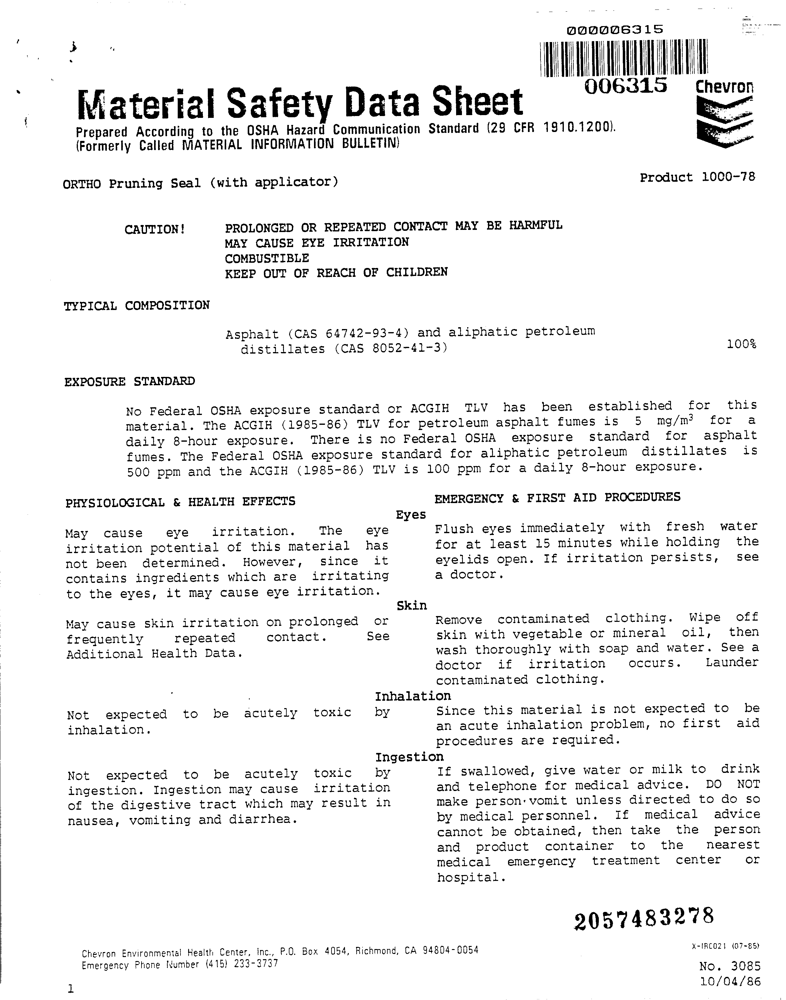 000006315
006315
Chevron
Material Safety Data Sheet
Prepared According to the OSHA Hazard Communication Standard (29 CFR 1910.1200).
(Formerly Called MATERIAL INFORMATION BULLETIN)
ORTHO Pruning Seal (with applicator)
Product 1000-78
CAUTION! PROLONGED OR REPEATED CONTACT MAY BE HARMFUL
MAY CAUSE EYE IRRITATION
COMBUSTIBLE
KEEP OUT OF REACH OF CHILDREN
TYPICAL COMPOSITION
Asphalt (CAS 64742-93-4) and aliphatic petroleum
distillates (CAS 8052-41-3) 100%
EXPOSURE STANDARD
No Federal OSHA exposure standard or ACGIH TLV has been established for this
material. The ACGIH (1985-86) TLV for petroleum asphalt fumes is 5 mg/m³ for a
daily 8-hour exposure. There is no Federal OSHA exposure standard for asphalt
fumes. The Federal OSHA exposure standard for aliphatic petroleum distillates is
500 ppm and the ACGIH (1985-86) TLV is 100 ppm for a daily 8-hour exposure.
PHYSIOLOGICAL & HEALTH EFFECTS
EMERGENCY & FIRST AID PROCEDURES
Eyes
May cause eye irritation. The eye
irritation potential of this material has
not been determined. However, since it
contains ingredients which are irritating
to the eyes, it may cause eye irritation.
Flush eyes immediately with fresh water
for at least 15 minutes while holding the
eyelids open. If irritation persists, see
a doctor.
Skin
May cause skin irritation on prolonged or
frequently repeated contact. See
Additional Health Data.
Remove contaminated clothing. Wipe off
skin with vegetable or mineral oil, then
wash thoroughly with soap and water. See a
doctor if irritation occurs. Launder
contaminated clothing.
Inhalation
Not expected to be acutely toxic by
inhalation.
Since this material is not expected to be
an acute inhalation problem, no first aid
procedures are required.
Ingestion
Not expected to be acutely toxic by
ingestion. Ingestion may cause irritation
of the digestive tract which may result in
nausea, vomiting and diarrhea.
If swallowed, give water or milk to drink
and telephone for medical advice. DO NOT
make person vomit unless directed to do so
by medical personnel. If medical advice
cannot be obtained, then take the person
and product container to the nearest
medical emergency treatment center or
hospital.
2057483278
Chevron Environmental Health Center, Inc., P.O. Box 4054, Richmond, CA 94804-0054
Emergency Phone Number (415) 233-3737
X-IRC021 (07-85)
No. 3085
10/04/86
1